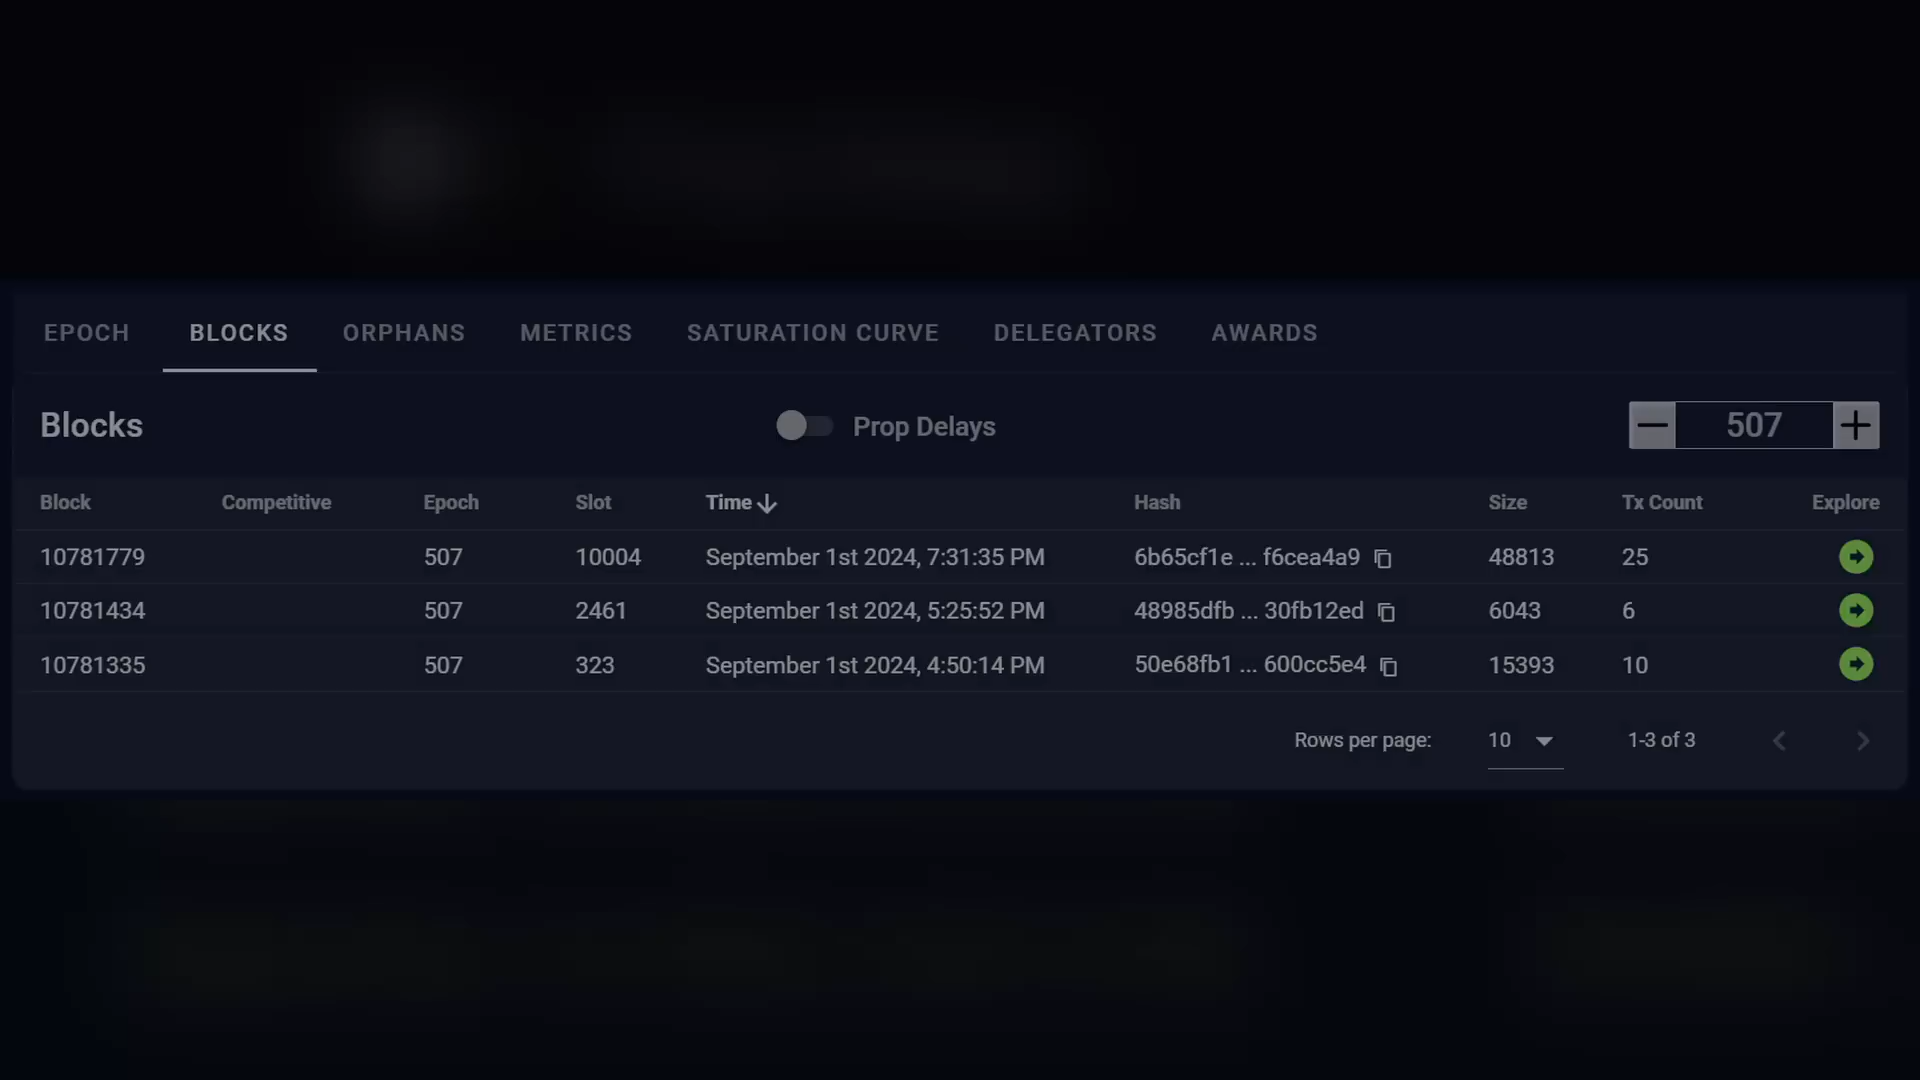 EPOCH BLOCKS ORPHANS METRICS SATURATION CURVE DELEGATORS AWARDS
Blocks Prop Delays 507
Block Competitive Epoch Slot Time Hash Size Tx Count Explore
10781779 507 10004 September 1st 2024, 7:31:35 PM 6b65cf1e ... f6cea4a9 48813 25
10781434 507 2461 September 1st 2024, 5:25:52 PM 48985dfb ... 30fb12ed 6043 6
10781335 507 323 September 1st 2024, 4:50:14 PM 50e68fb1 ... 600cc5e4 15393 10
Rows per page: 10 1-3 of 3